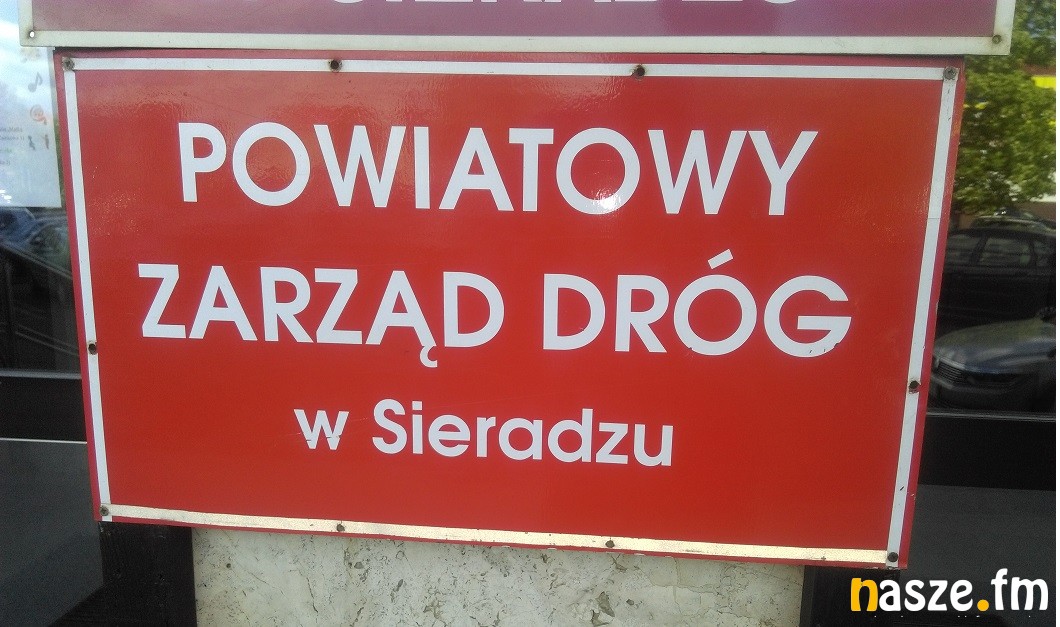 POWIATOWY
ZARZĄD DRÓG
w Sieradzu
nasze.fm